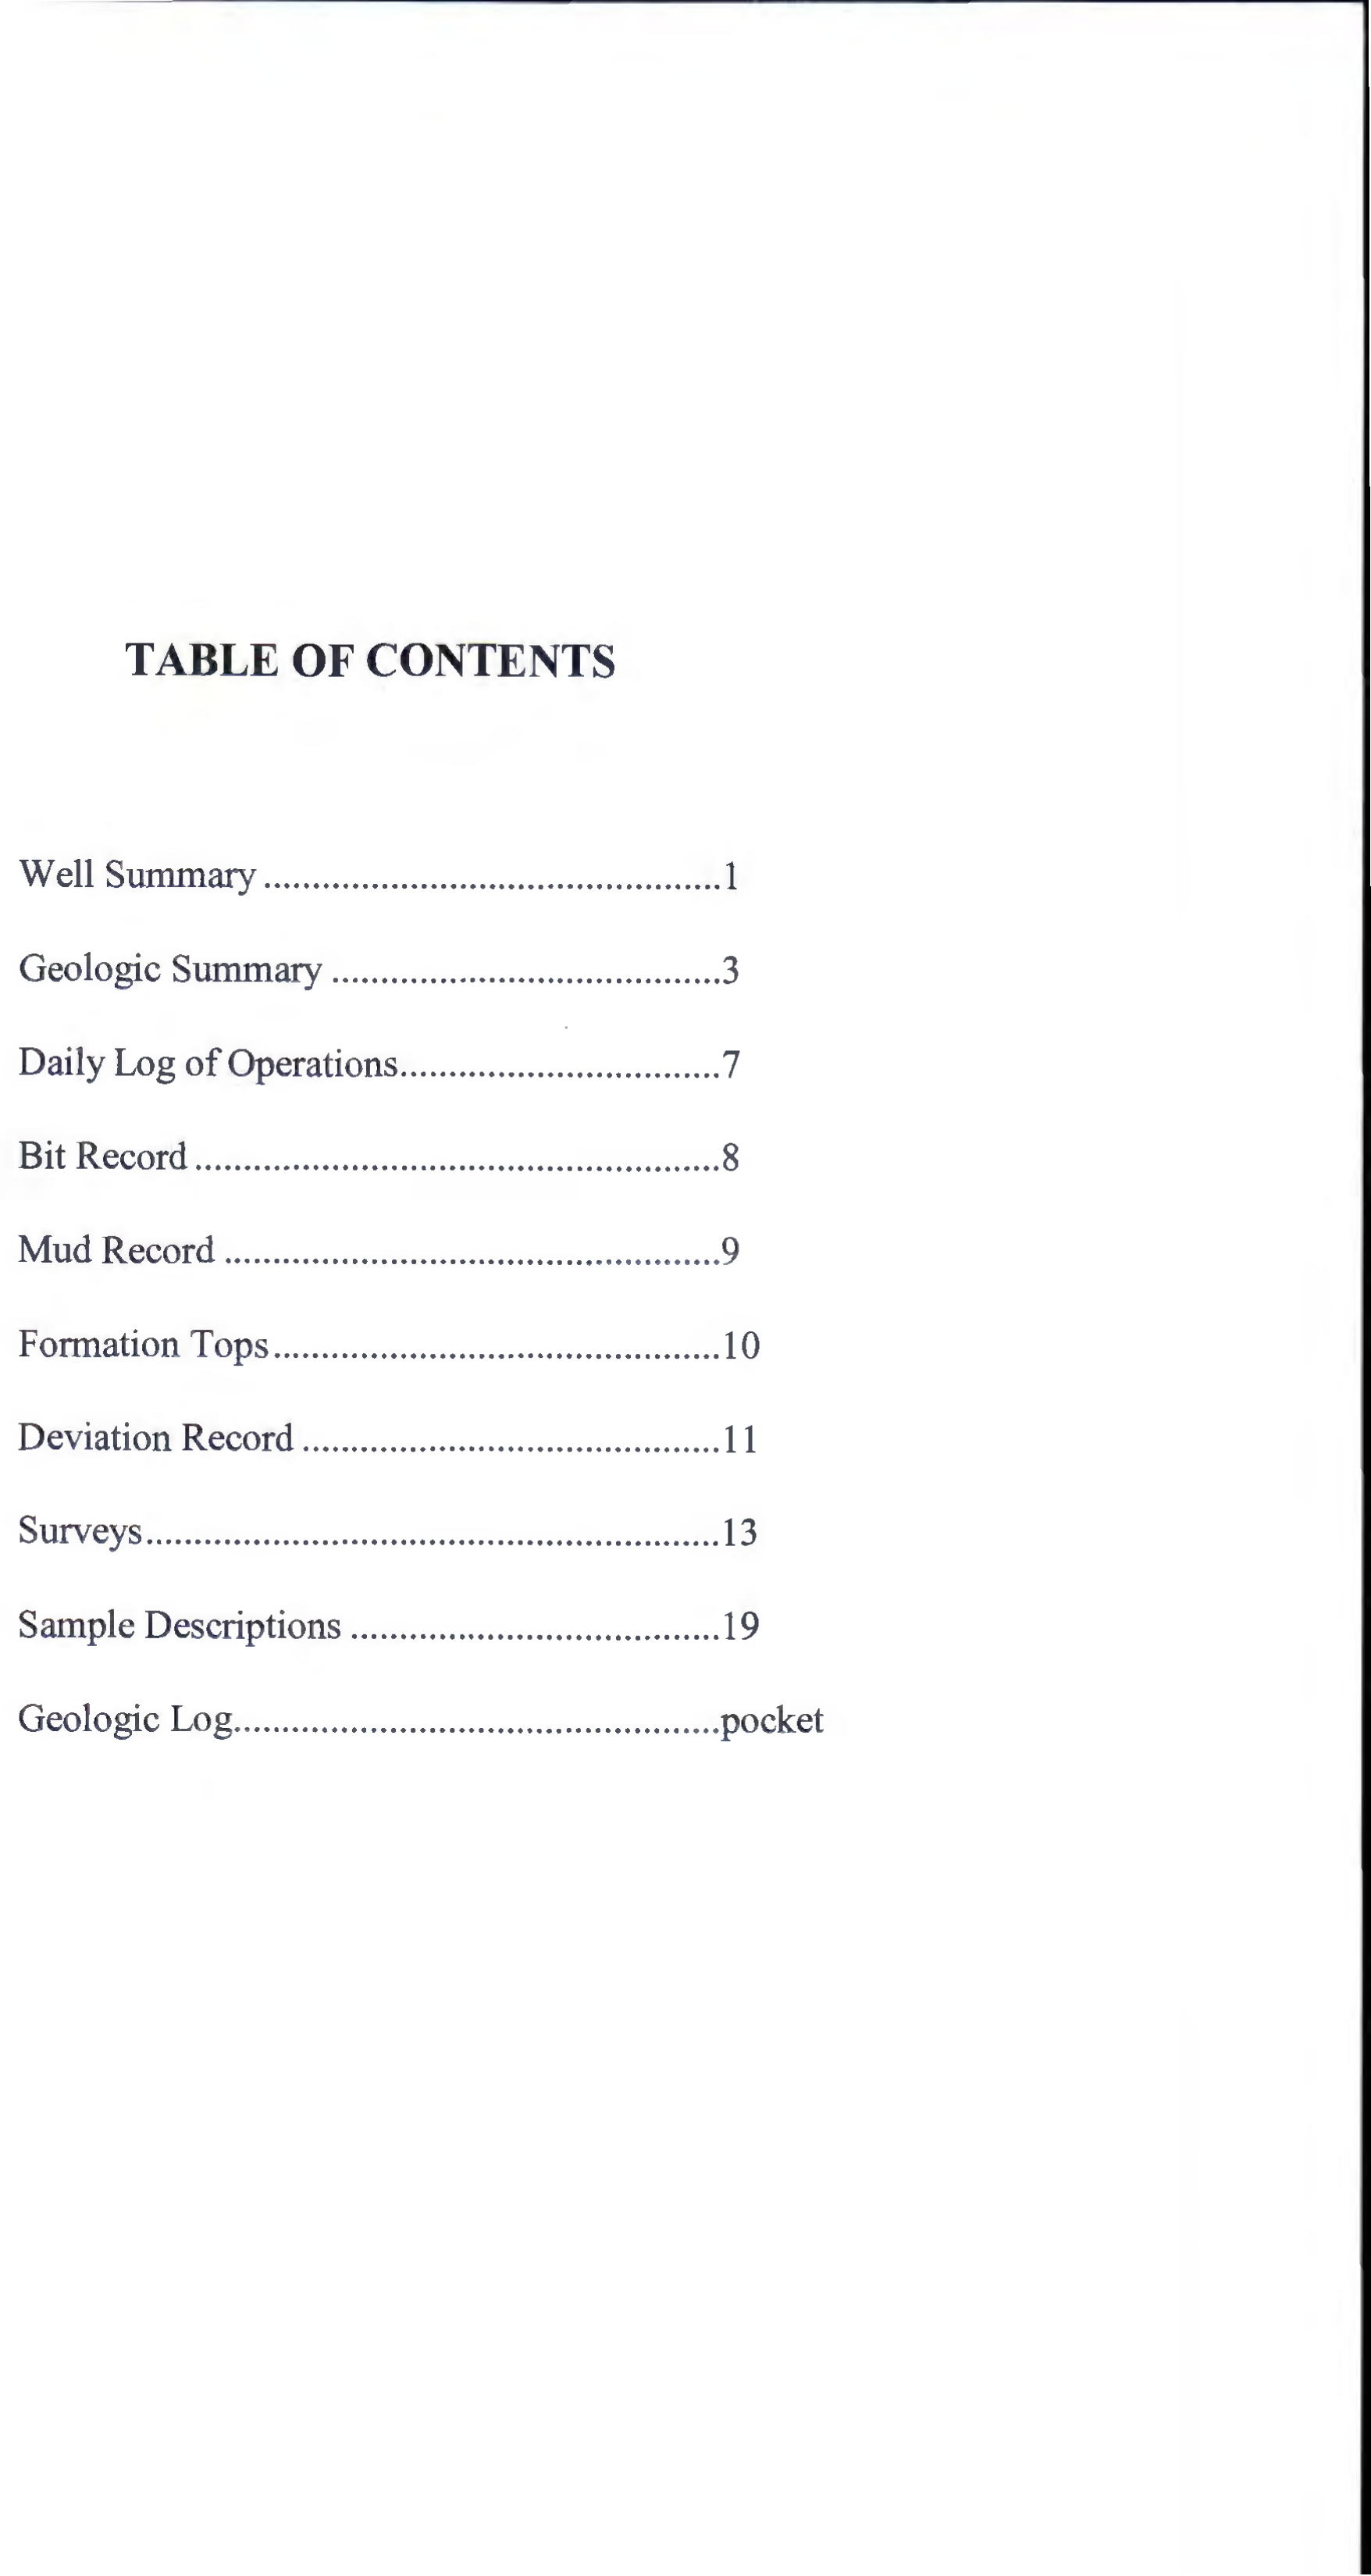 TABLE OF CONTENTS
Well Summary ................................................1
Geologic Summary ........................................3
Daily Log of Operations.................................7
Bit Record ......................................................8
Mud Record ...................................................9
Formation Tops..............................................10
Deviation Record ...........................................11
Surveys...........................................................13
Sample Descriptions ......................................19
Geologic Log..................................................pocket